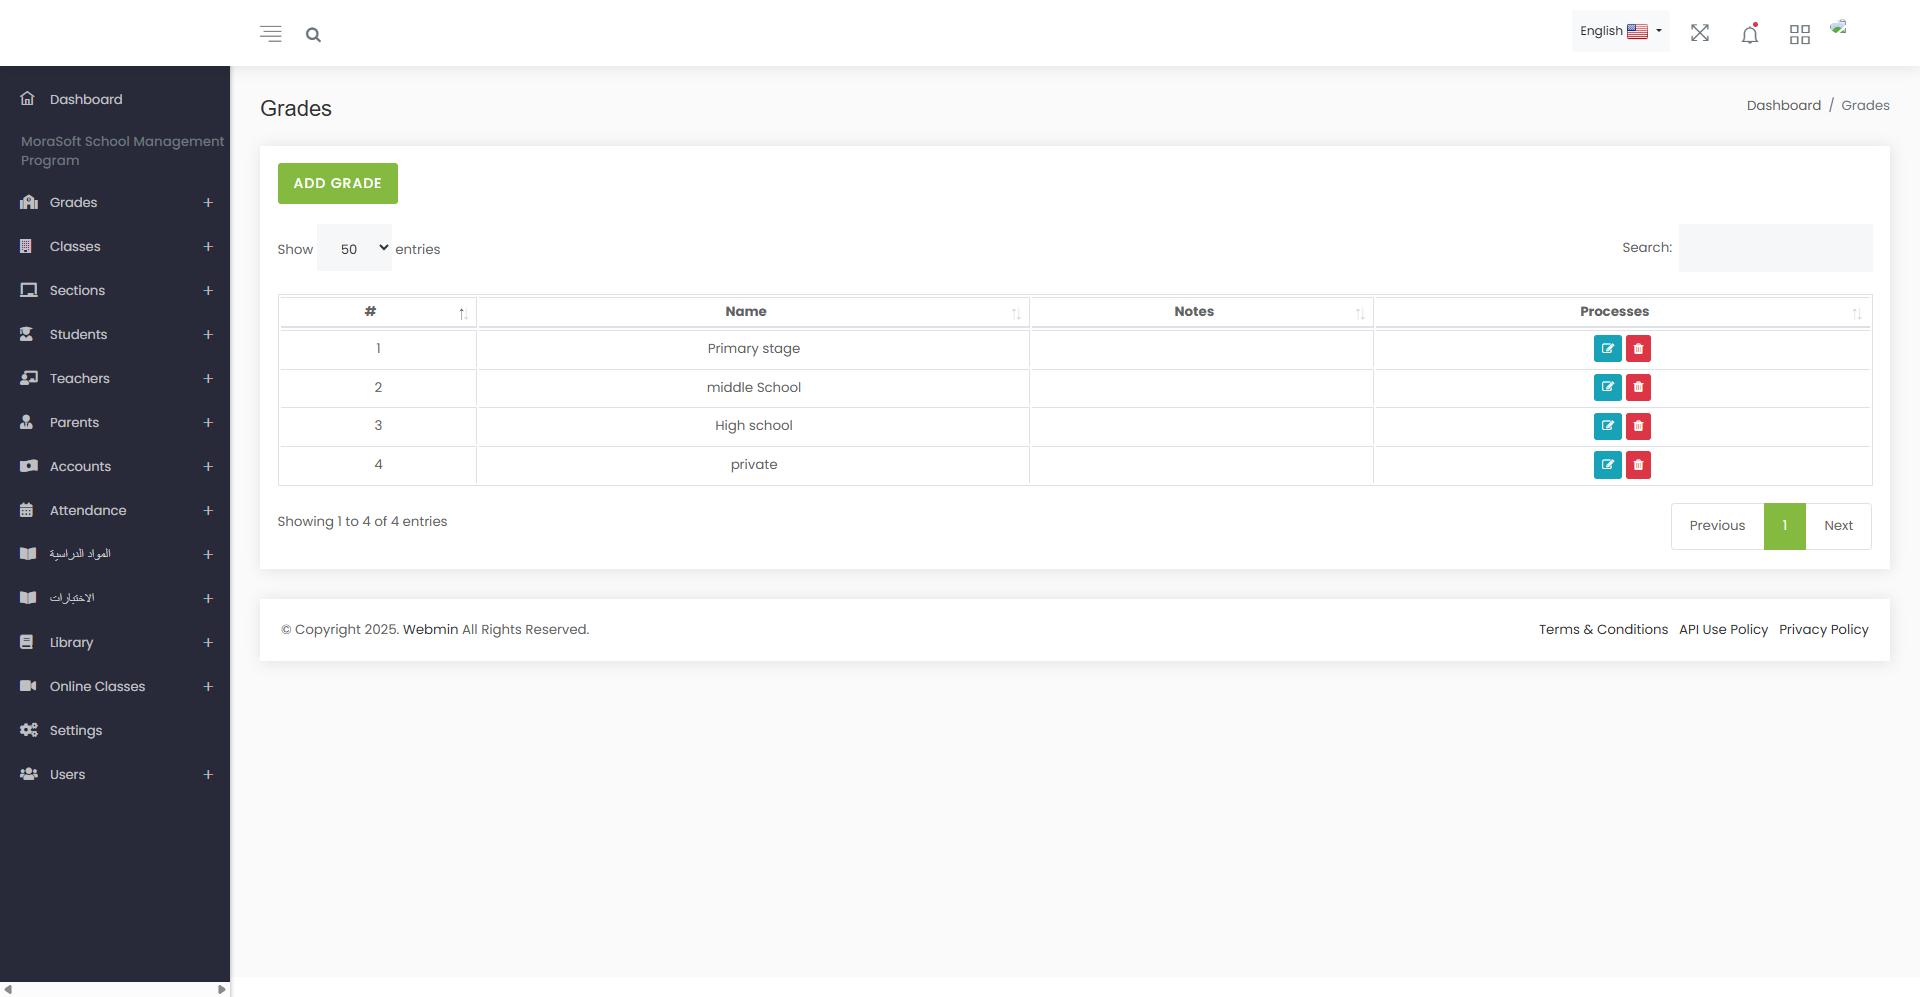 English
Dashboard
MoraSoft School Management
Program
Grades
Classes
Sections
Students
Teachers
Parents
Accounts
Attendance
المواد الدراسية
الاختبارات
Library
Online Classes
Settings
Users
Grades
Dashboard / Grades
ADD GRADE
Show 50 entries
Search:
# Name Notes Processes
1 Primary stage
2 middle School
3 High school
4 private
Showing 1 to 4 of 4 entries
Previous 1 Next
© Copyright 2025. Webmin All Rights Reserved.
Terms & Conditions API Use Policy Privacy Policy